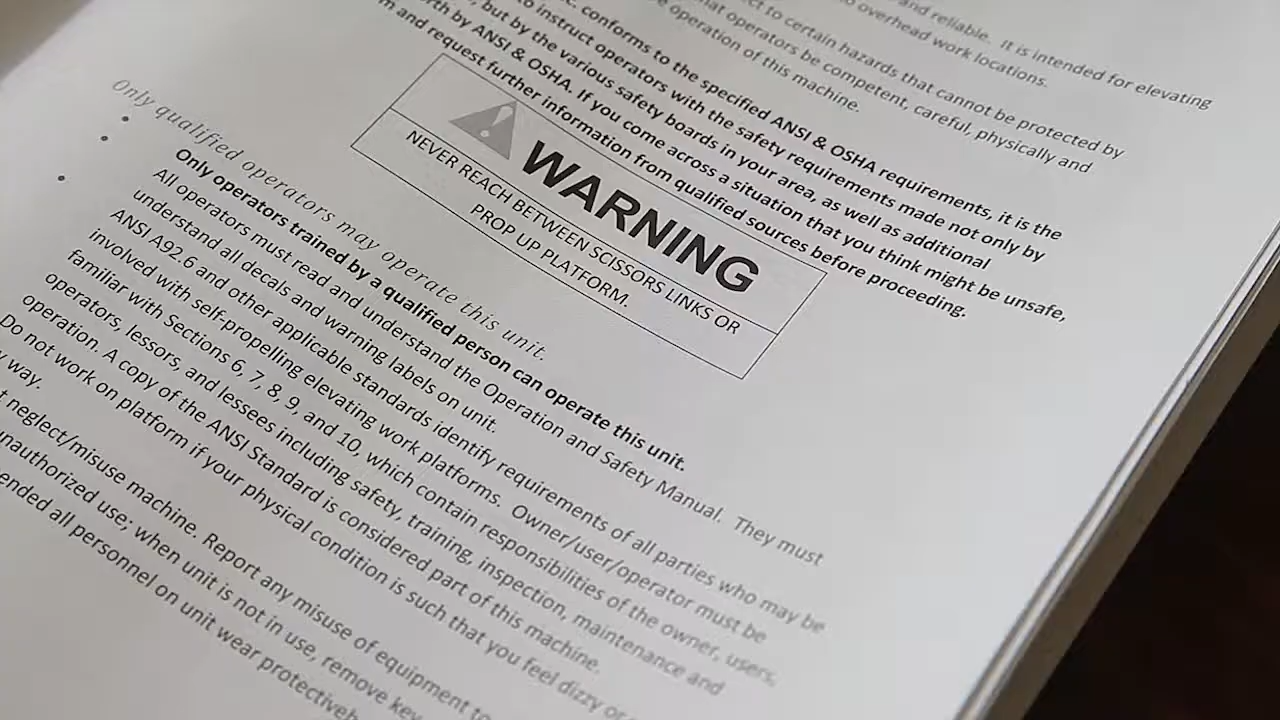 and reliable. It is intended for elevating
overhead work locations.
ct to certain hazards that cannot be protected by
that operators be competent, careful, physically and
e operation of this machine.
c. conforms to the specified ANSI & OSHA requirements, it is the
to instruct operators with the safety requirements made not only by
, but by the various safety boards in your area, as well as additional
rth by ANSI & OSHA. If you come across a situation that you think might be unsafe,
m and request further information from qualified sources before proceeding.
WARNING
NEVER REACH BETWEEN SCISSORS LINKS OR
PROP UP PLATFORM.
Only qualified operators may operate this unit.
• Only operators trained by a qualified person can operate this unit.
• All operators must read and understand the Operation and Safety Manual. They must
understand all decals and warning labels on unit.
• ANSI A92.6 and other applicable standards identify requirements of all parties who may be
involved with self-propelling elevating work platforms. Owner/user/operator must be
familiar with Sections 6, 7, 8, 9, and 10, which contain responsibilities of the owner, users,
operators, lessors, and lessees including safety, training, inspection, maintenance and
operation. A copy of the ANSI Standard is considered part of this machine.
Do not work on platform if your physical condition is such that you feel dizzy or
y way.
t neglect/misuse machine. Report any misuse of equipment to
unauthorized use; when unit is not in use, remove key
ended all personnel on unit wear protective